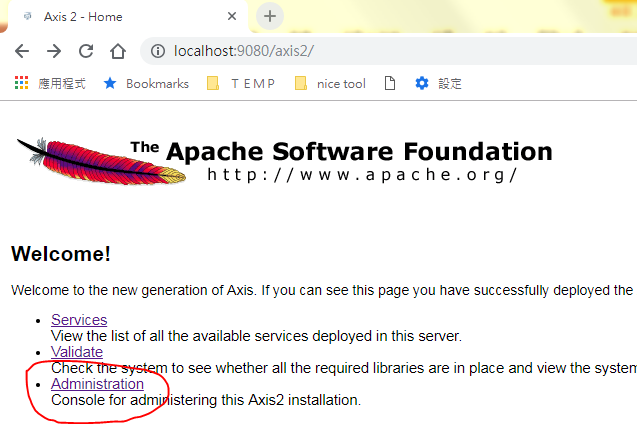 Axis 2 - Home
localhost:9080/axis2/
應用程式 Bookmarks T E M P nice tool 設定
The Apache Software Foundation
http://www.apache.org/
Welcome!
Welcome to the new generation of Axis. If you can see this page you have successfully deployed the
Services
View the list of all the available services deployed in this server.
Validate
Check the system to see whether all the required libraries are in place and view the system
Administration
Console for administering this Axis2 installation.